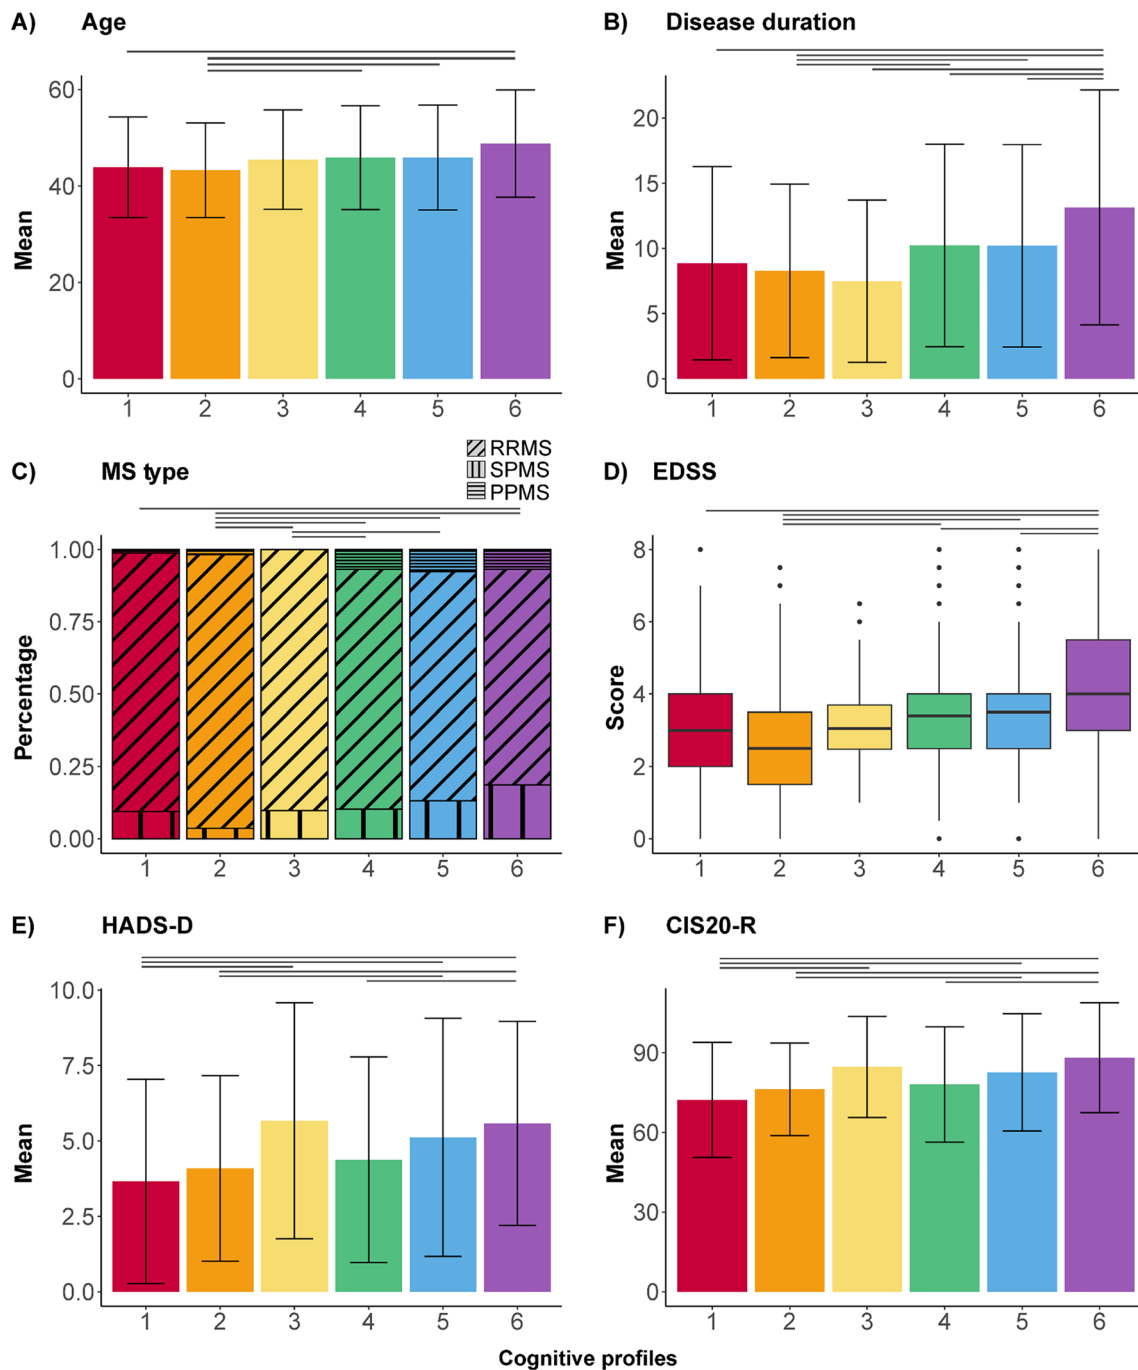 A) Age
60
40
20
0
Mean
1 2 3 4 5 6
B) Disease duration
20
15
10
5
0
Mean
1 2 3 4 5 6
C) MS type
RRMS
SPMS
PPMS
1.00
0.75
0.50
0.25
0.00
Percentage
1 2 3 4 5 6
D) EDSS
8
6
4
2
0
Score
1 2 3 4 5 6
E) HADS-D
10.0
7.5
5.0
2.5
0.0
Mean
1 2 3 4 5 6
F) CIS20-R
90
60
30
0
Mean
1 2 3 4 5 6
Cognitive profiles